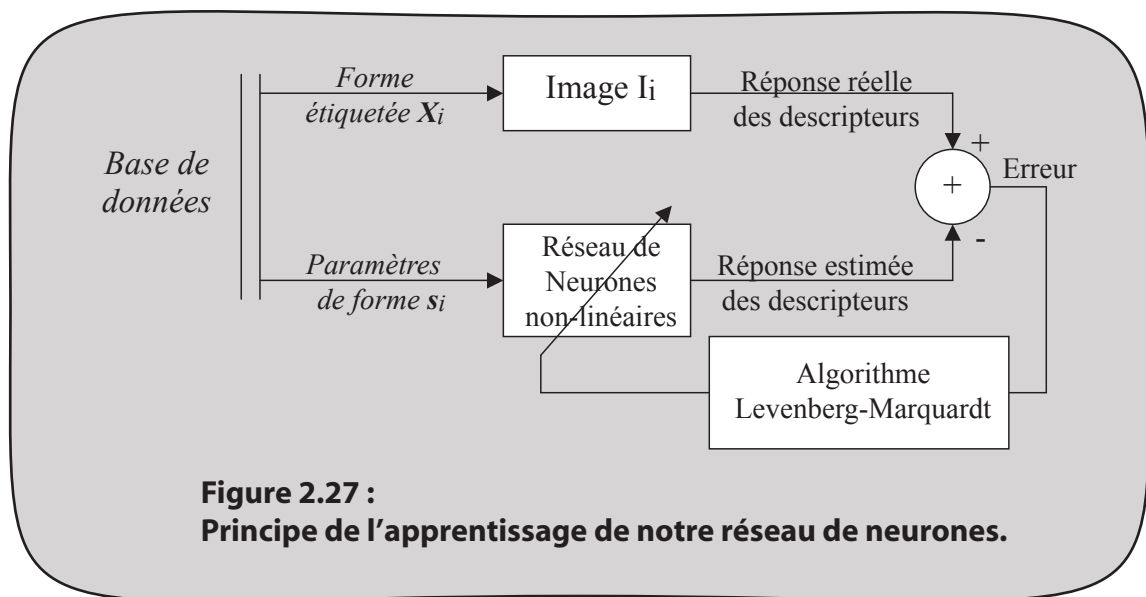 Forme
étiquetée Xi
Image Ii
Réponse réelle
des descripteurs
+
+
Erreur
-
Base de
données
Paramètres
de forme si
Réseau de
Neurones
non-linéaires
Réponse estimée
des descripteurs
Algorithme
Levenberg-Marquardt
Figure 2.27 :
Principe de l’apprentissage de notre réseau de neurones.